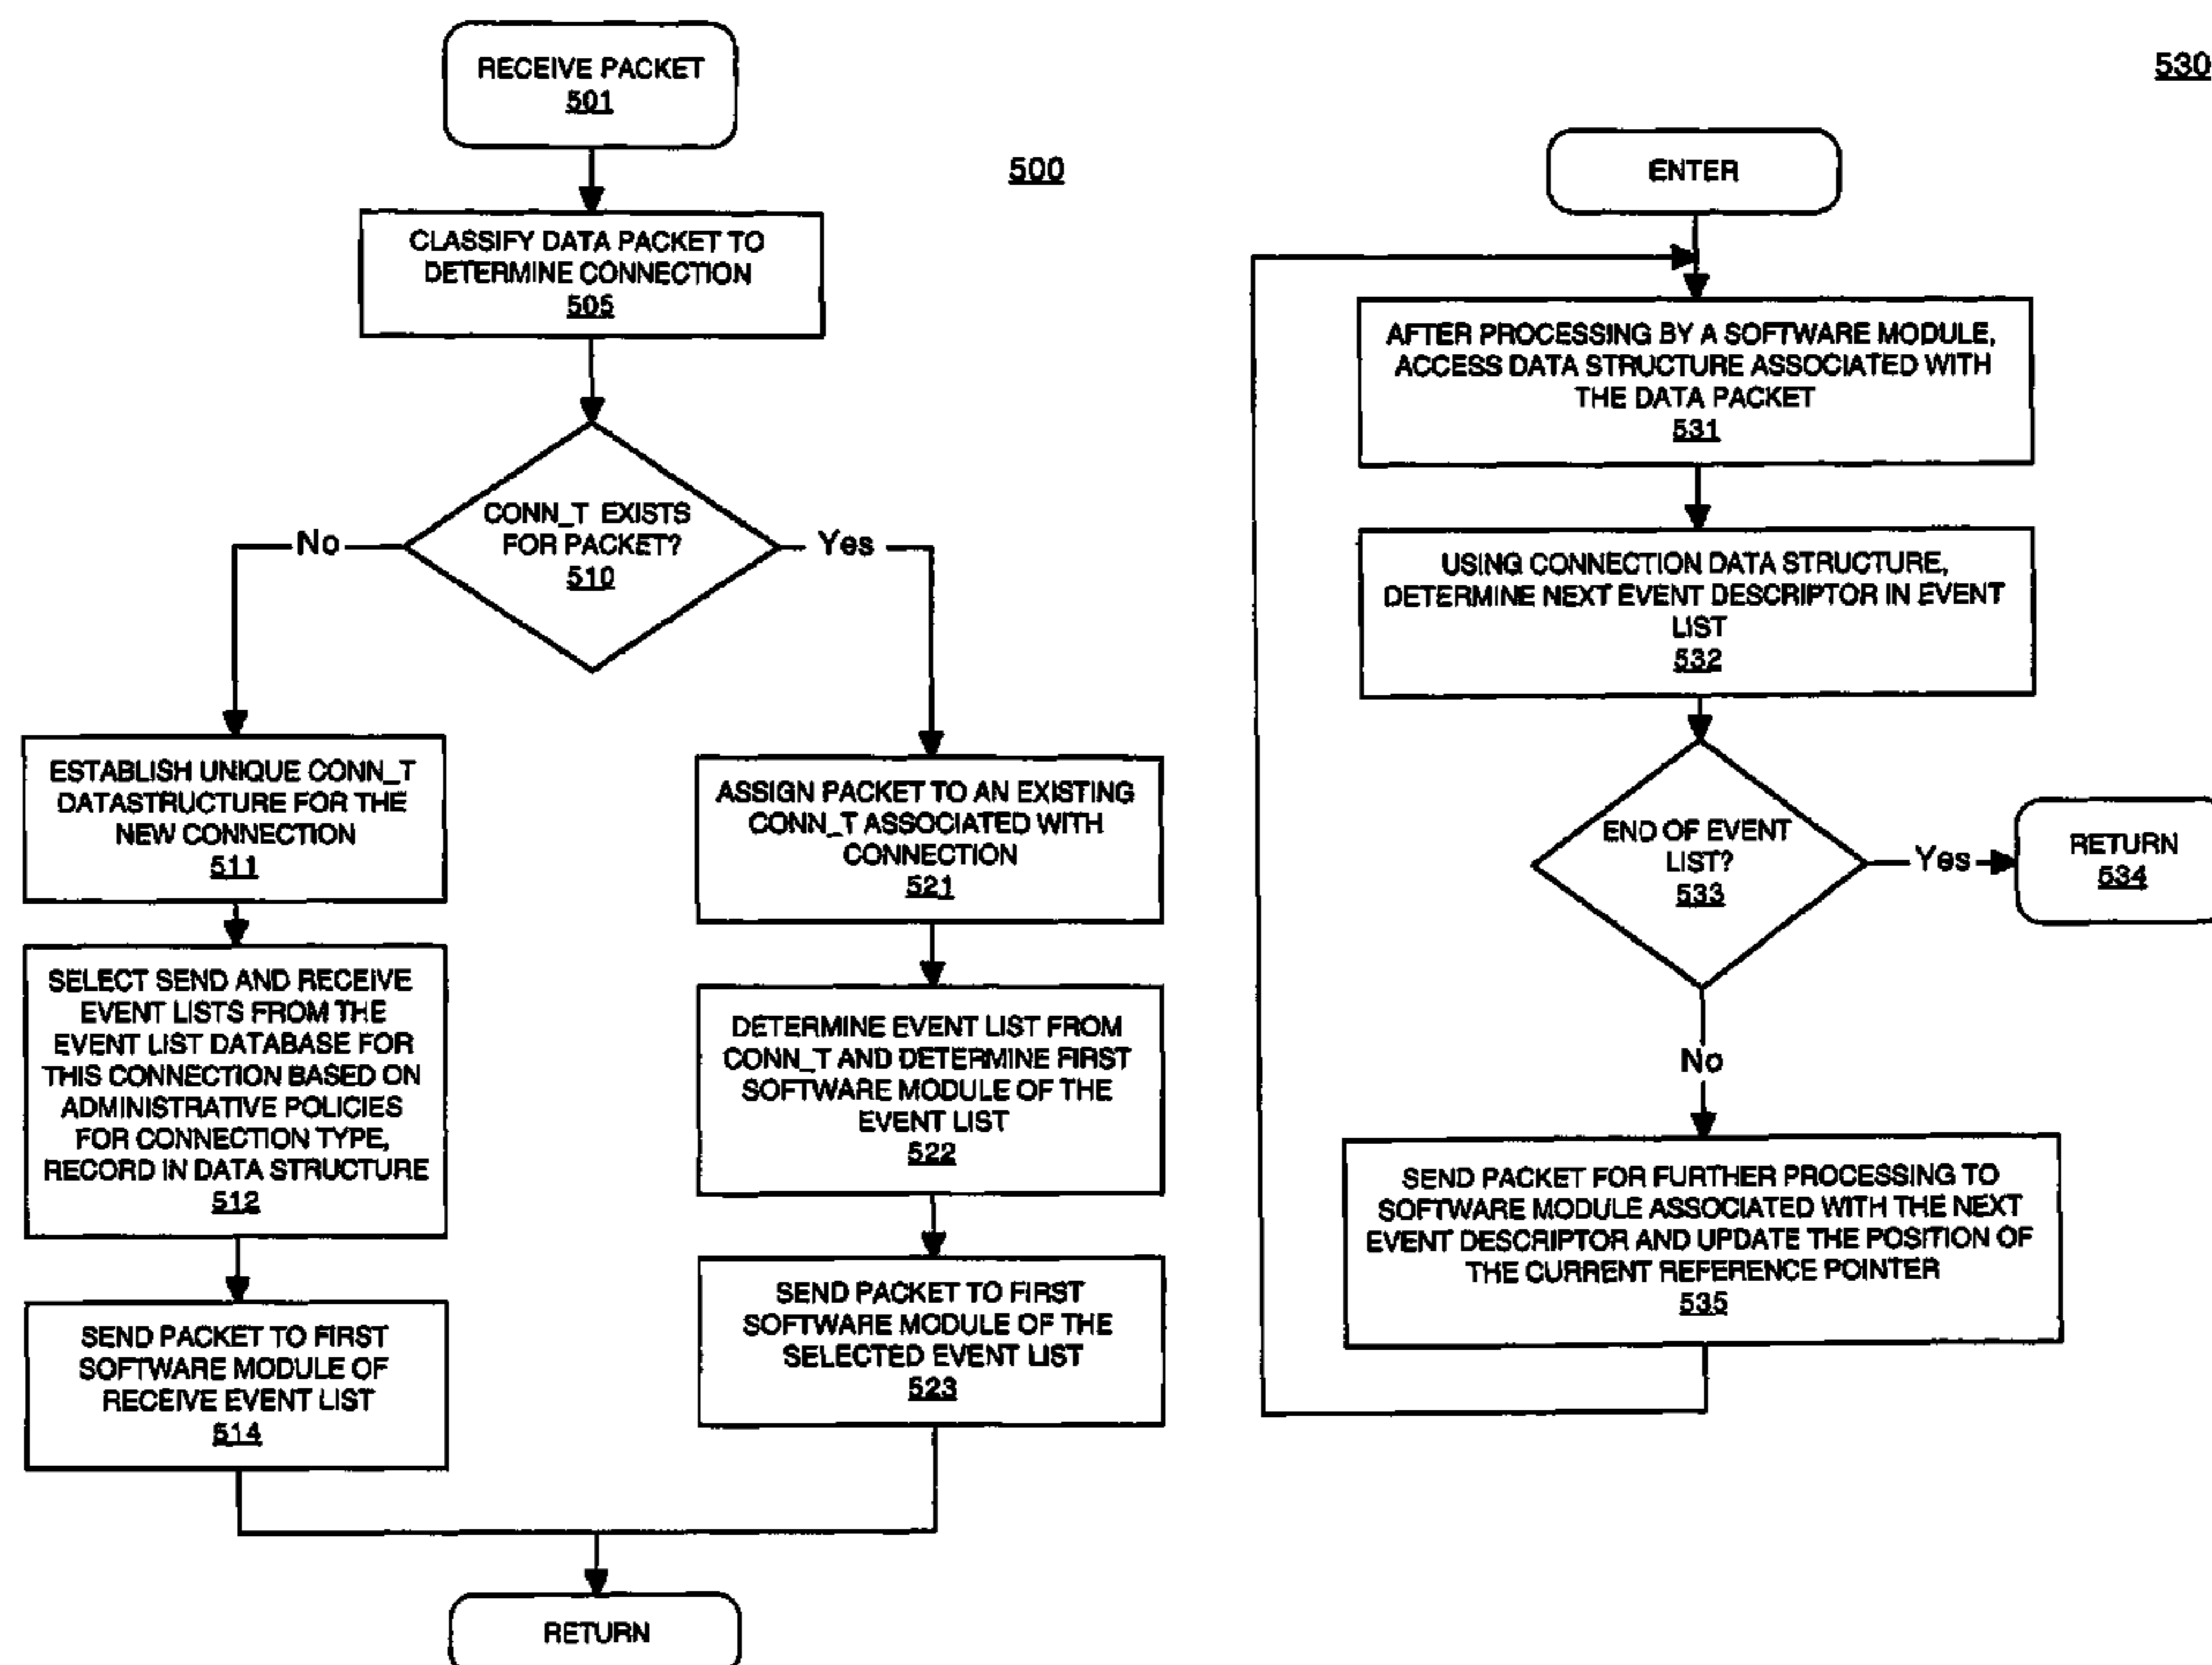 RECEIVE PACKET
501
500
CLASSIFY DATA PACKET TO
DETERMINE CONNECTION
505
CONN_T EXISTS
FOR PACKET?
510
No
Yes
ESTABLISH UNIQUE CONN_T
DATASTRUCTURE FOR THE
NEW CONNECTION
511
SELECT SEND AND RECEIVE
EVENT LISTS FROM THE
EVENT LIST DATABASE FOR
THIS CONNECTION BASED ON
ADMINISTRATIVE POLICIES
FOR CONNECTION TYPE,
RECORD IN DATA STRUCTURE
512
SEND PACKET TO FIRST
SOFTWARE MODULE OF
RECEIVE EVENT LIST
514
ASSIGN PACKET TO AN EXISTING
CONN_T ASSOCIATED WITH
CONNECTION
521
DETERMINE EVENT LIST FROM
CONN_T AND DETERMINE FIRST
SOFTWARE MODULE OF THE
EVENT LIST
522
SEND PACKET TO FIRST
SOFTWARE MODULE OF THE
SELECTED EVENT LIST
523
RETURN
530
ENTER
AFTER PROCESSING BY A SOFTWARE MODULE,
ACCESS DATA STRUCTURE ASSOCIATED WITH
THE DATA PACKET
531
USING CONNECTION DATA STRUCTURE,
DETERMINE NEXT EVENT DESCRIPTOR IN EVENT
LIST
532
END OF EVENT
LIST?
533
Yes
RETURN
534
No
SEND PACKET FOR FURTHER PROCESSING TO
SOFTWARE MODULE ASSOCIATED WITH THE NEXT
EVENT DESCRIPTOR AND UPDATE THE POSITION OF
THE CURRENT REFERENCE POINTER
535